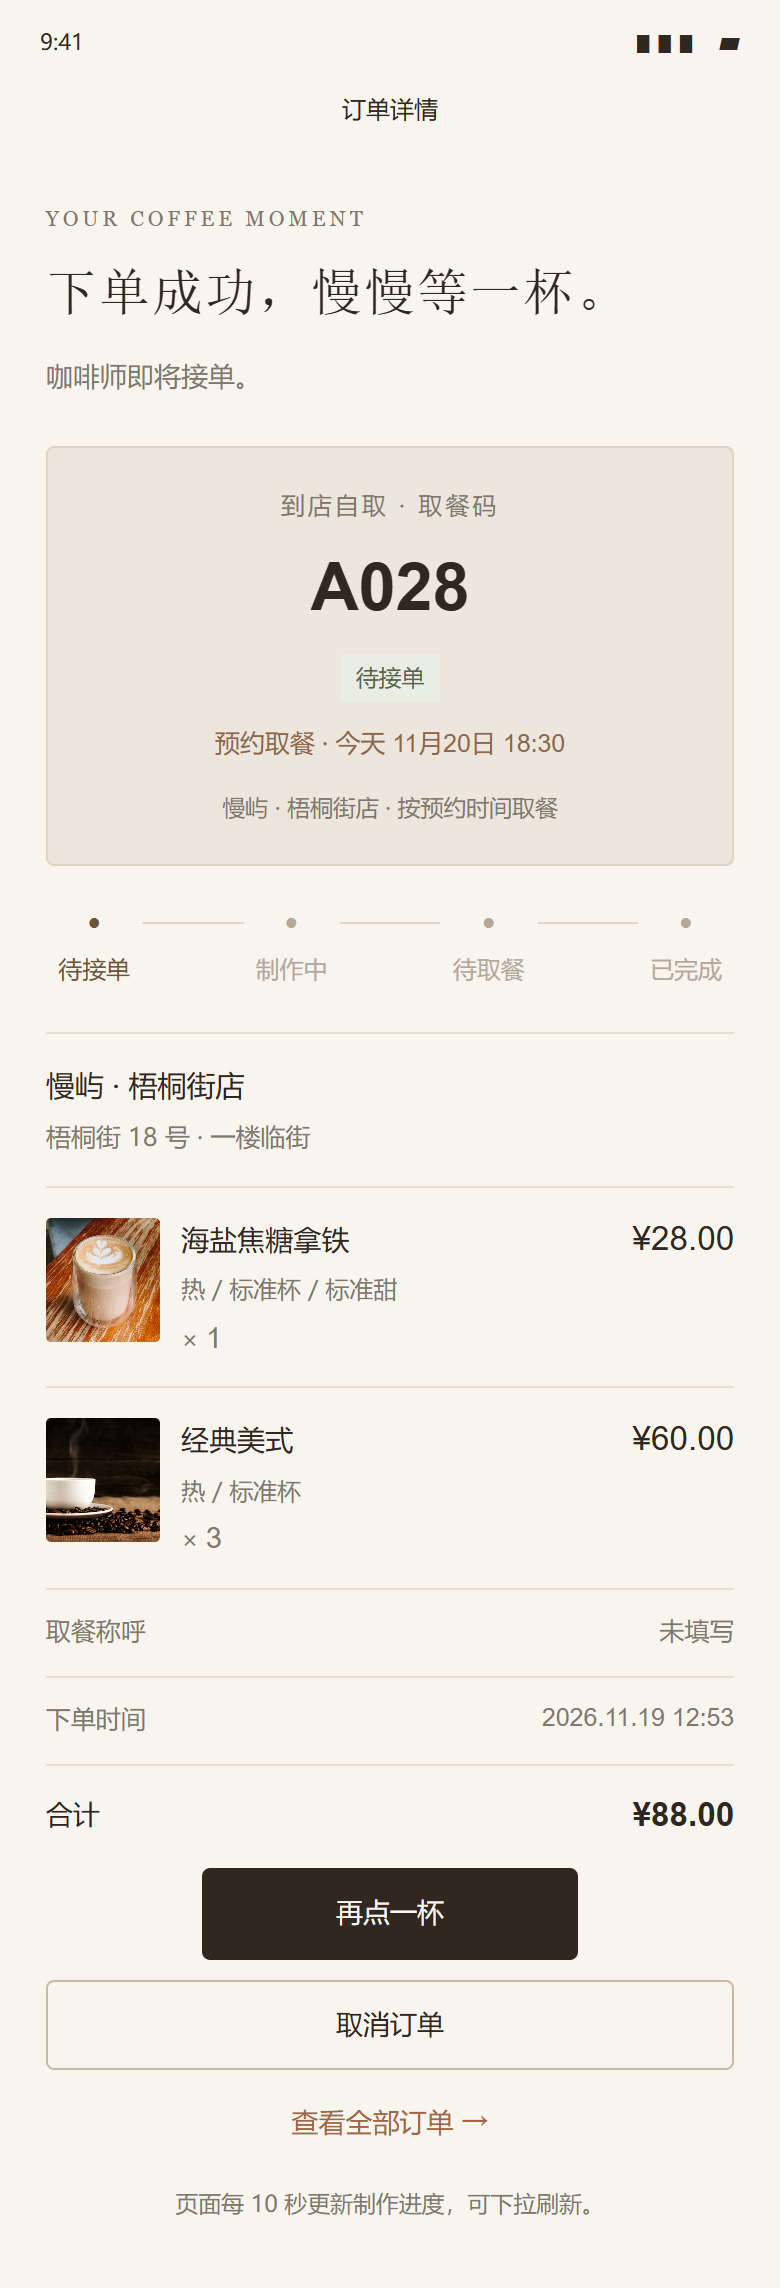 9:41
订单详情
YOUR COFFEE MOMENT
下单成功，慢慢等一杯。
咖啡师即将接单。
到店自取 · 取餐码
A028
待接单
预约取餐 · 今天 11月20日 18:30
慢屿 · 梧桐街店 · 按预约时间取餐
待接单 制作中 待取餐 已完成
慢屿 · 梧桐街店
梧桐街 18 号 · 一楼临街
海盐焦糖拿铁 ¥28.00
热 / 标准杯 / 标准甜
× 1
经典美式 ¥60.00
热 / 标准杯
× 3
取餐称呼 未填写
下单时间 2026.11.19 12:53
合计 ¥88.00
再点一杯
取消订单
查看全部订单 →
页面每 10 秒更新制作进度，可下拉刷新。